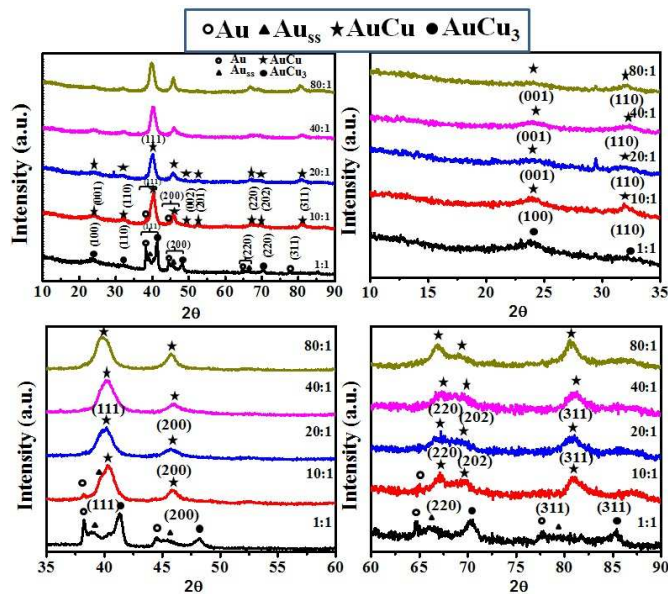 Au Au_ss AuCu AuCu3
Au AuCu
Au_ss AuCu3
80:1
40:1
(111)
20:1
(001) (110) (111) (200) (002) (201) (220) (202) (311)
10:1
(100) (110) (111) (200) (220) (220) (311)
1:1
Intensity (a.u.)
10 20 30 40 50 60 70 80 90
2θ
80:1
(001) (110)
40:1
(001) (110)
20:1
(001) (110)
10:1
(100) (110)
1:1
Intensity (a.u.)
10 15 20 25 30 35
2θ
80:1
40:1
(111) (200)
20:1
(200)
10:1
(111) (200)
1:1
Intensity (a.u.)
35 40 45 50 55 60
2θ
80:1
40:1
(220) (202) (311)
20:1
(220) (202) (311)
10:1
(220) (311) (311)
1:1
Intensity (a.u.)
60 65 70 75 80 85 90
2θ